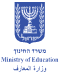 משרד החינוך
Ministry of Education
وزارة المعارف